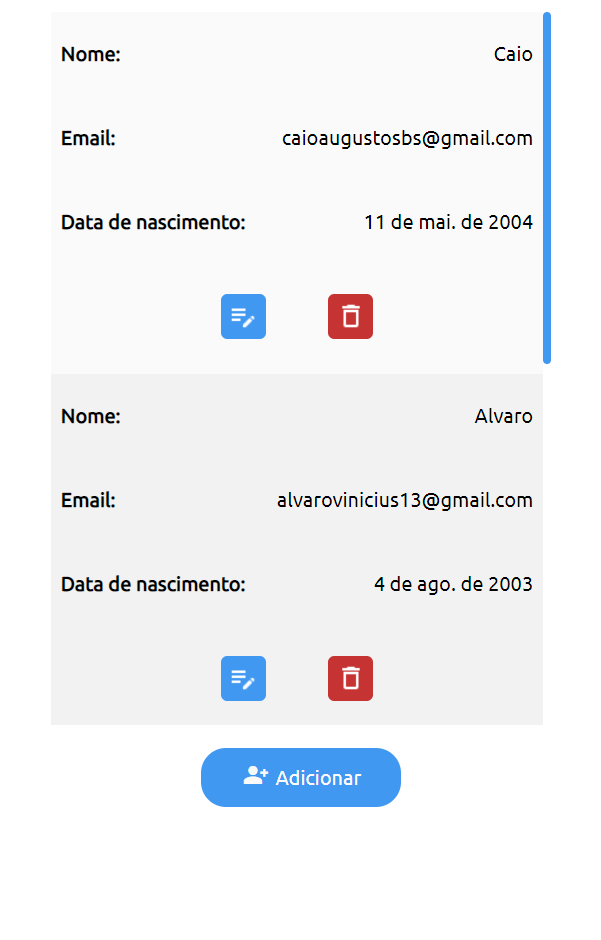 Nome: Caio
Email: caioaugustosbs@gmail.com
Data de nascimento: 11 de mai. de 2004
Nome: Alvaro
Email: alvarovinicius13@gmail.com
Data de nascimento: 4 de ago. de 2003
Adicionar